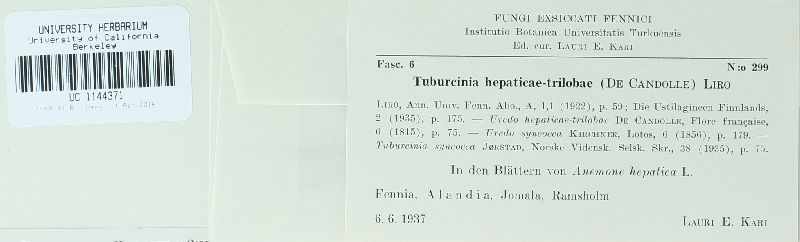 UNIVERSITY HERBARIUM
University of California
Berkeley
UC 1144371
FUNGI EXSICCATI FENNICI
Institutio Botanica Universitatis Turkuensis
Ed. cur. LAURI E. KARI
Fasc. 6 N:o 299
Tuburcinia hepaticae-trilobae (DE CANDOLLE) LIRO
LIRO, Ann. Univ. Fenn. Abo., A, 1,1 (1922), p. 59; Die Ustilagineen Finnlands,
2 (1935), p. 175. — Uredo hepaticae-trilobae DE CANDOLLE, Flore française,
6 (1815), p. 75. — Uredo syncocca KIRCHNER, Lotos, 6 (1856), p. 179. —
Tuburcinia syncocca JØRSTAD, Norske Vidensk. Selsk. Skr., 38 (1935), p. 75.
In den Blättern von Anemone hepatica L.
Fennia, Alandia, Jomala, Ramsholm
6. 6. 1937 LAURI E. KARI